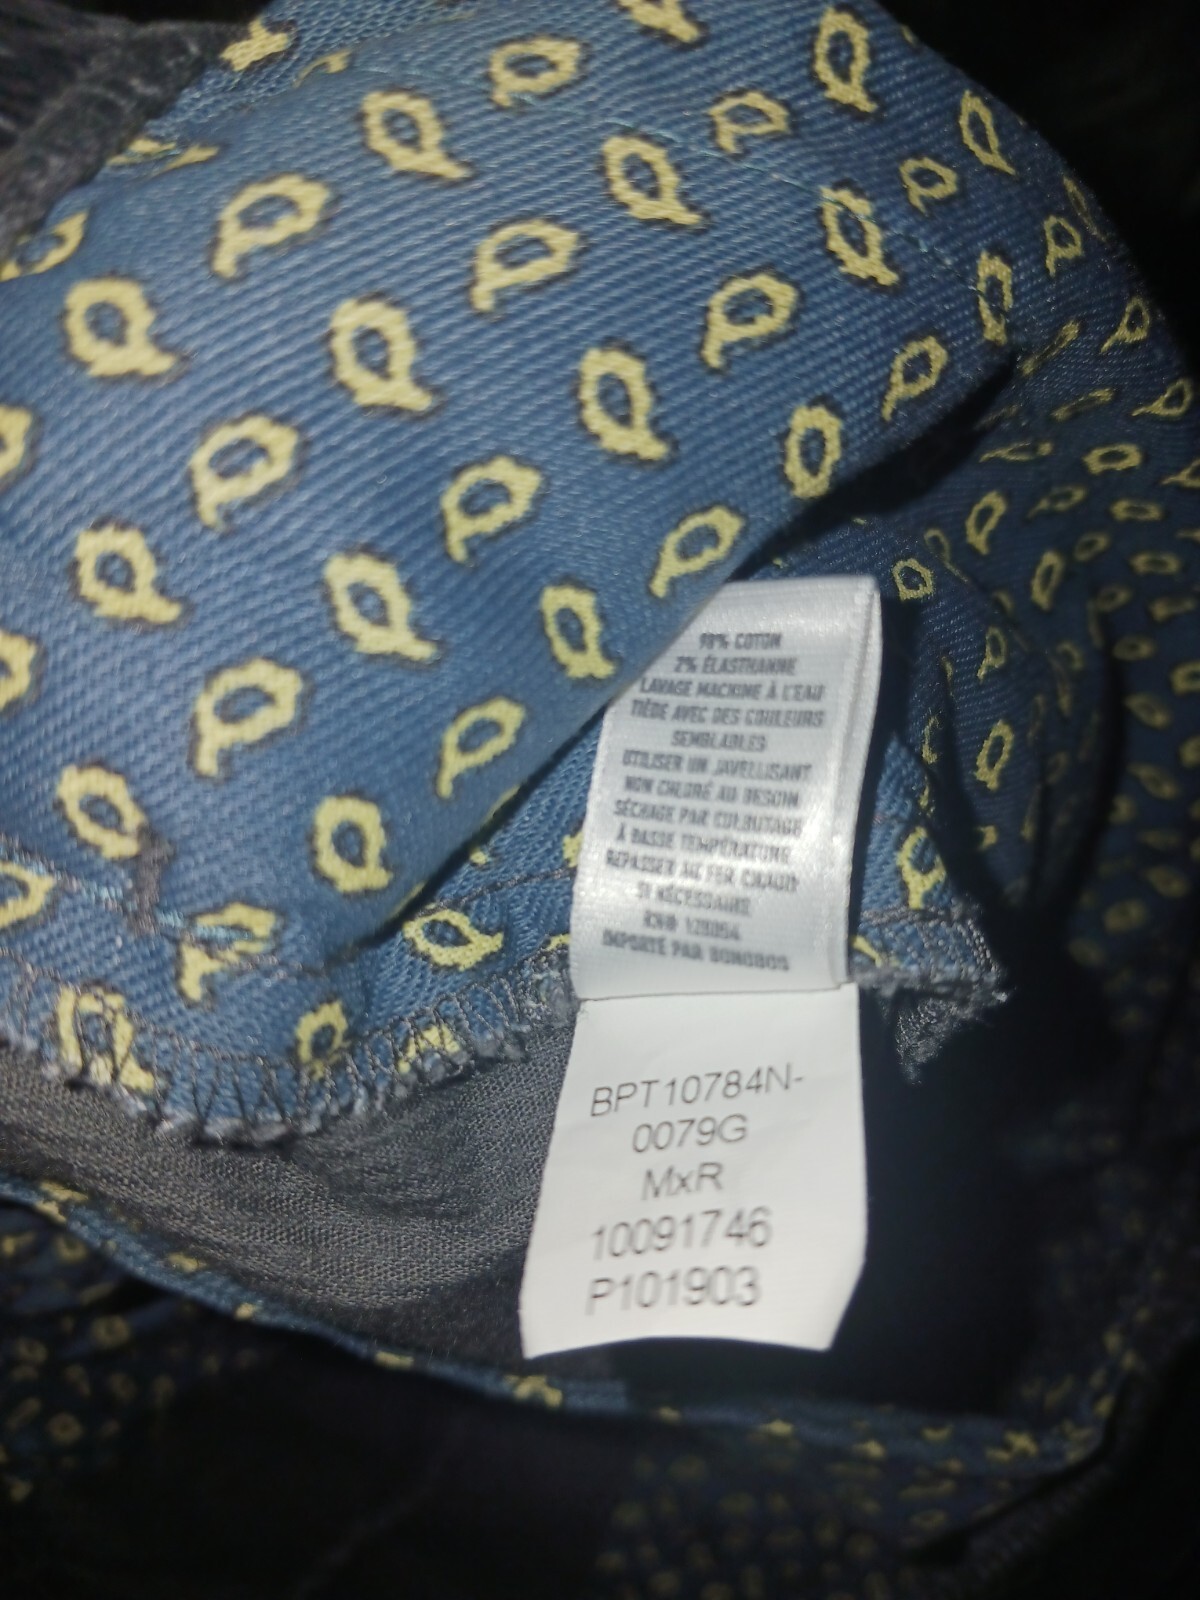 98% COTON
2% ÉLASTHANNE
LAVAGE MACHINE À L'EAU
TIÈDE AVEC DES COULEURS
SEMBLABLES
UTILISER UN JAVELLISANT
NON CHLORÉ AU BESOIN
SÉCHAGE PAR CULBUTAGE
À BASSE TEMPÉRATURE
REPASSER AU FER CHAUD
SI NÉCESSAIRE
RN# 128054
IMPORTÉ PAR BONOBOS
BPT10784N-
0079G
MxR
10091746
P101903